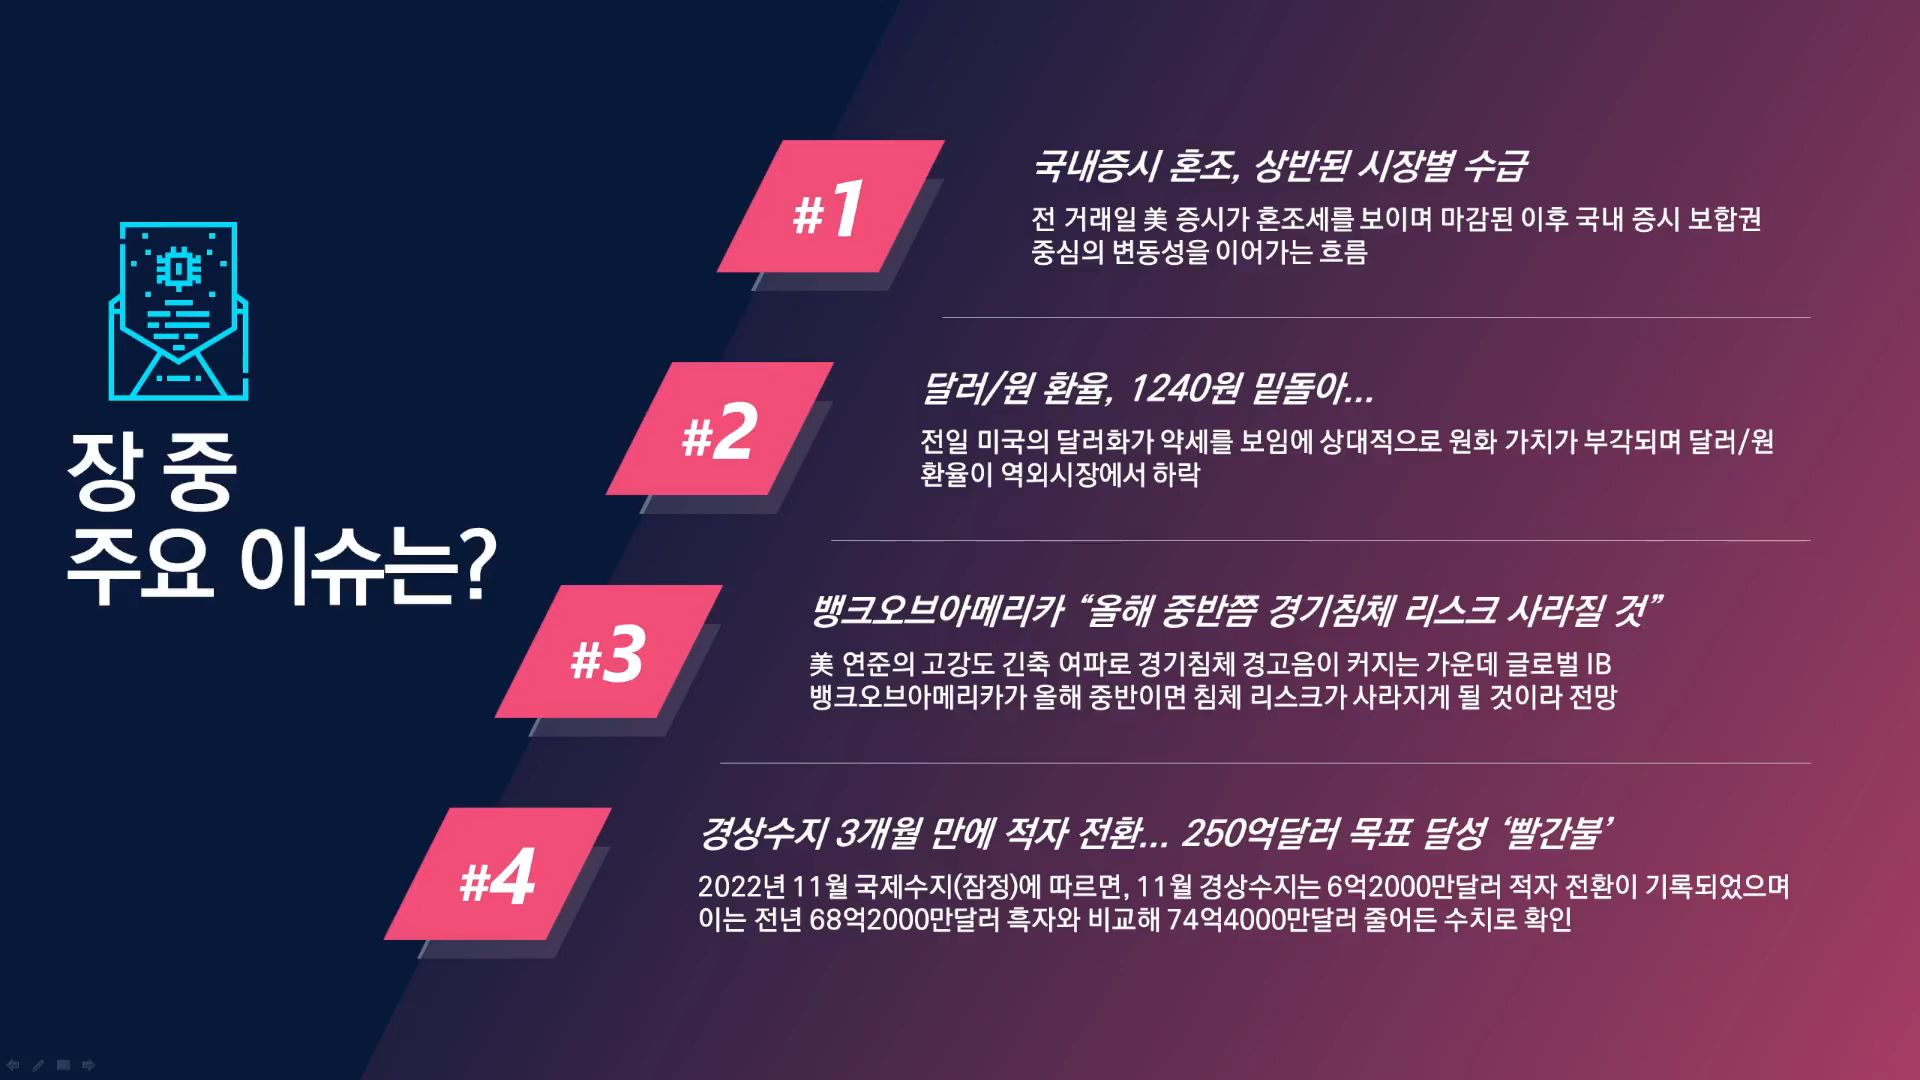 장 중
주요 이슈는?
#1
국내증시 혼조, 상반된 시장별 수급
전 거래일 美 증시가 혼조세를 보이며 마감된 이후 국내 증시 보합권
중심의 변동성을 이어가는 흐름
#2
달러/원 환율, 1240원 밑돌아...
전일 미국의 달러화가 약세를 보임에 상대적으로 원화 가치가 부각되며 달러/원
환율이 역외시장에서 하락
#3
뱅크오브아메리카 “올해 중반쯤 경기침체 리스크 사라질 것”
美 연준의 고강도 긴축 여파로 경기침체 경고음이 커지는 가운데 글로벌 IB
뱅크오브아메리카가 올해 중반이면 침체 리스크가 사라지게 될 것이라 전망
#4
경상수지 3개월 만에 적자 전환... 250억달러 목표 달성 ‘빨간불’
2022년 11월 국제수지(잠정)에 따르면, 11월 경상수지는 6억2000만달러 적자 전환이 기록되었으며
이는 전년 68억2000만달러 흑자와 비교해 74억4000만달러 줄어든 수치로 확인